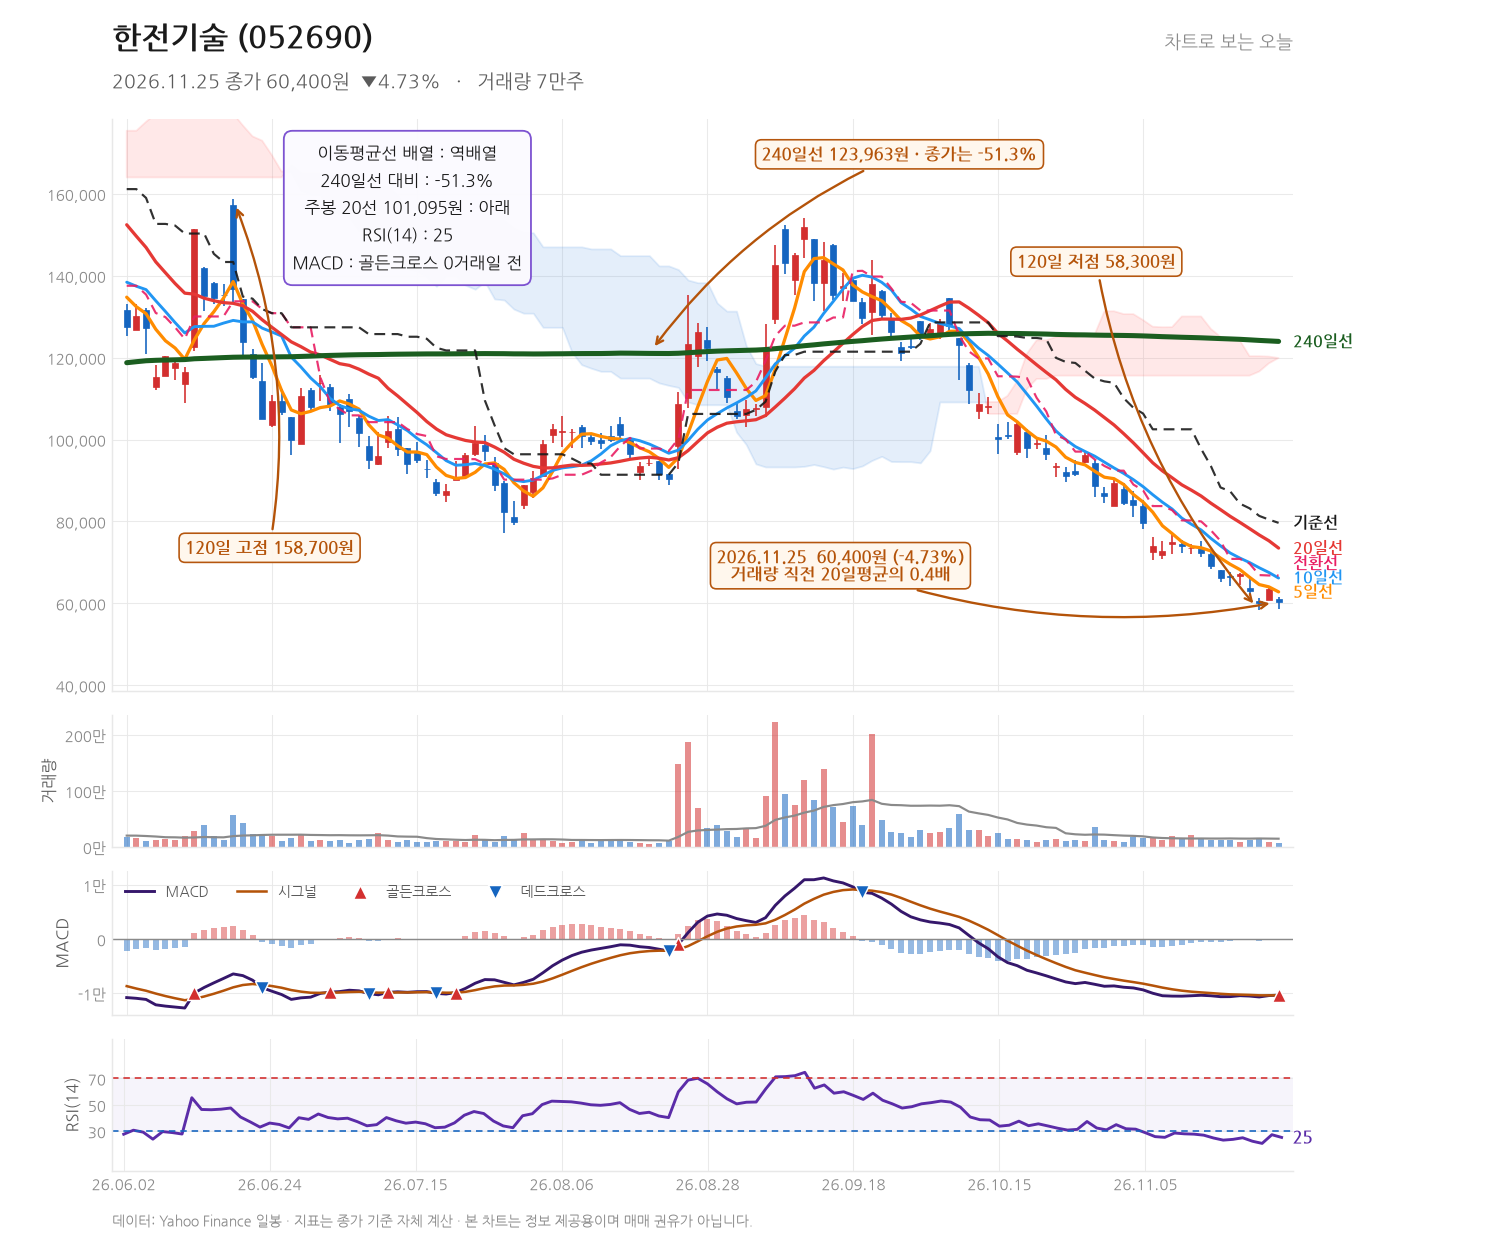 한전기술 (052690)
차트로 보는 오늘
2026.11.25 종가 60,400원 ▼4.73% · 거래량 7만주
이동평균선 배열 : 역배열
240일선 대비 : -51.3%
주봉 20선 101,095원 : 아래
RSI(14) : 25
MACD : 골든크로스 0거래일 전
240일선 123,963원 · 종가는 -51.3%
120일 저점 58,300원
120일 고점 158,700원
2026.11.25 60,400원 (-4.73%)
거래량 직전 20일평균의 0.4배
160,000
140,000
120,000
100,000
80,000
60,000
40,000
240일선
기준선
20일선
전환선
10일선
5일선
거래량
200만
100만
0만
MACD
1만
0
-1만
MACD
시그널
골든크로스
데드크로스
RSI(14)
70
50
30
25
26.06.02
26.06.24
26.07.15
26.08.06
26.08.28
26.09.18
26.10.15
26.11.05
데이터: Yahoo Finance 일봉 · 지표는 종가 기준 자체 계산 · 본 차트는 정보 제공용이며 매매 권유가 아닙니다.